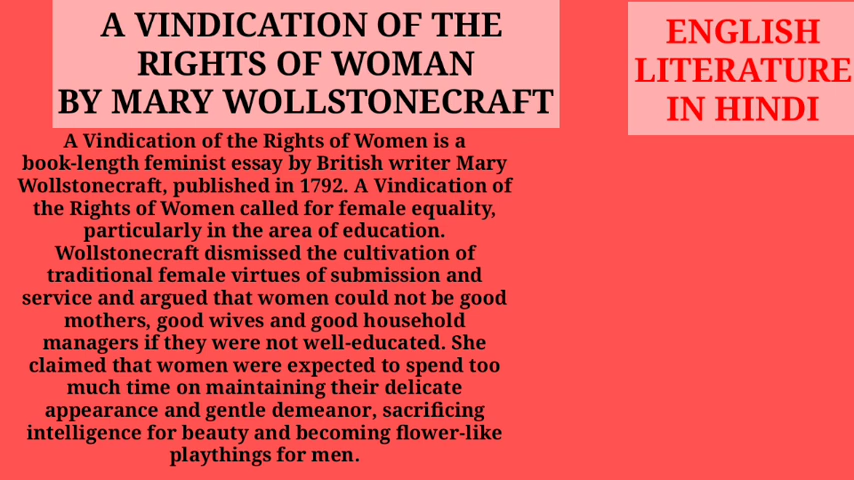 A VINDICATION OF THE
RIGHTS OF WOMAN
BY MARY WOLLSTONECRAFT
ENGLISH
LITERATURE
IN HINDI
A Vindication of the Rights of Women is a
book-length feminist essay by British writer Mary
Wollstonecraft, published in 1792. A Vindication of
the Rights of Women called for female equality,
particularly in the area of education.
Wollstonecraft dismissed the cultivation of
traditional female virtues of submission and
service and argued that women could not be good
mothers, good wives and good household
managers if they were not well-educated. She
claimed that women were expected to spend too
much time on maintaining their delicate
appearance and gentle demeanor, sacrificing
intelligence for beauty and becoming flower-like
playthings for men.